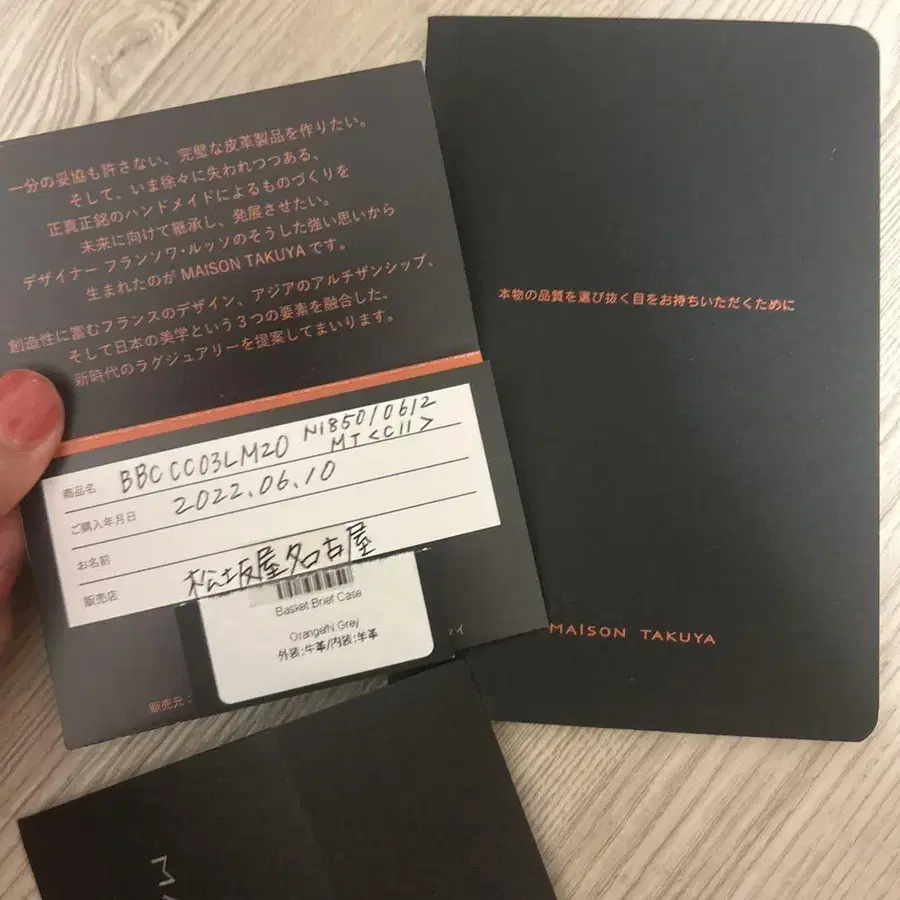 一分の妥協も許さない、完璧な皮革製品を作りたい。
そして、いま徐々に失われつつある、
正真正銘のハンドメイドによるものづくりを
未来に向けて継承し、発展させたい。
デザイナー フランソワ・ルッソのそうした強い思いから
生まれたのが MAISON TAKUYA です。
創造性に富むフランスのデザイン、アジアのアルチザンシップ、
そして日本の美学という3つの要素を融合した、
新時代のラグジュアリーを提案してまいります。
商品名 BBCCC03LM20 N1850/0612
MT<C11>
ご購入年月日 2022.06.10
お名前
販売店 松坂屋名古屋
Basket Brief Case
Orange/N.Grey
外装:牛革/内装:羊革
販売元:
本物の品質を選び抜く目をお持ちいただくために
MAISON TAKUYA